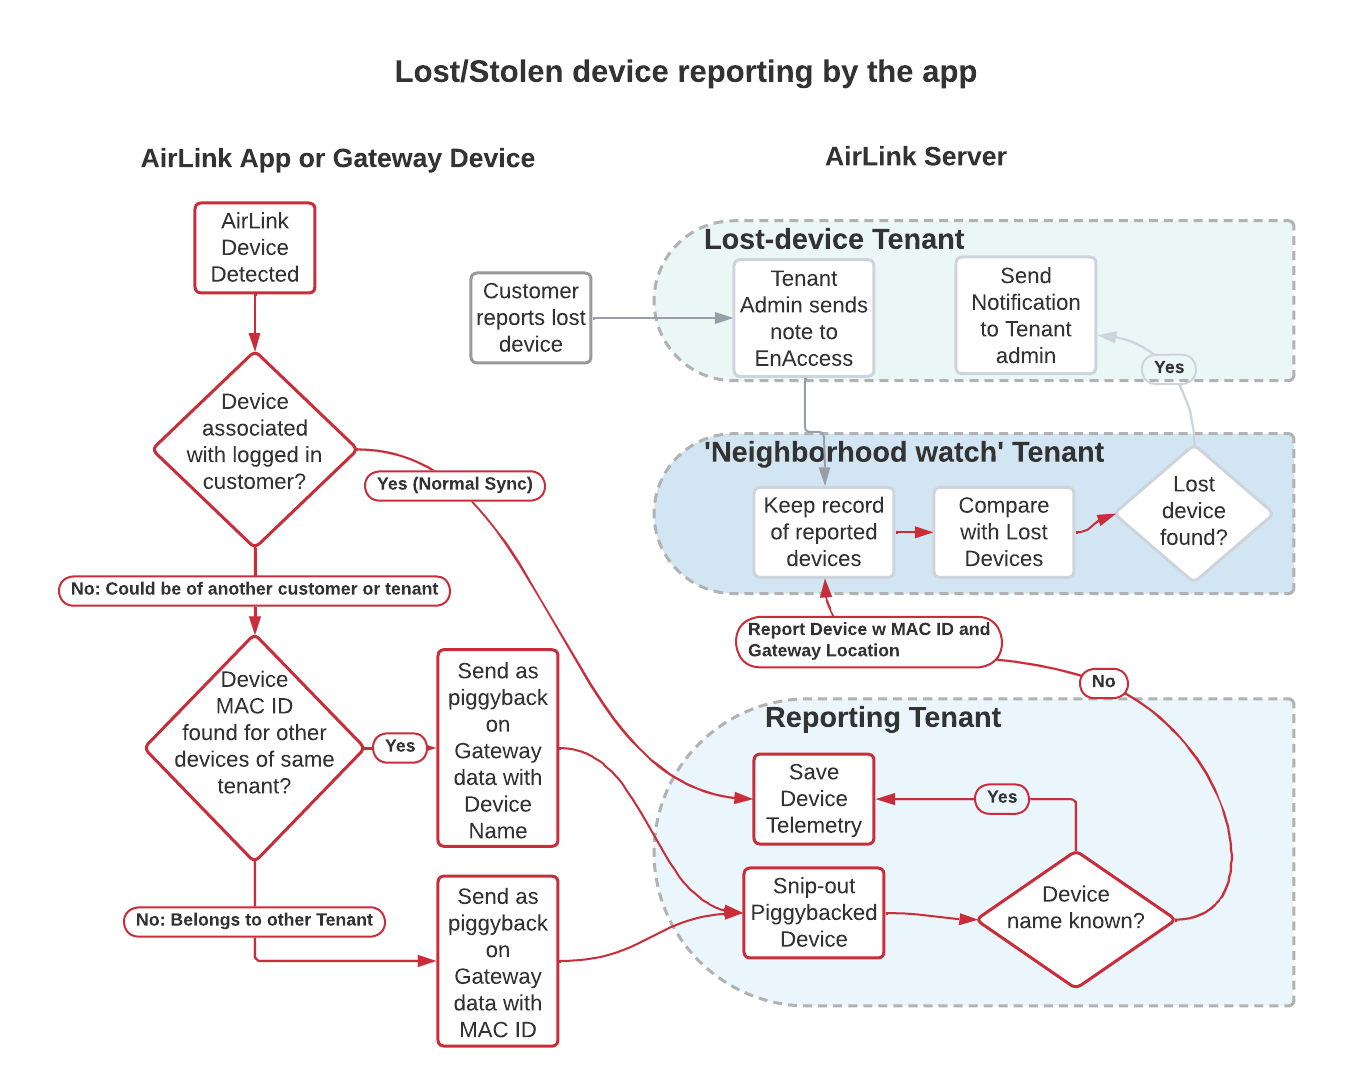 Lost/Stolen device reporting by the app
AirLink App or Gateway Device
AirLink
Device
Detected
Device
associated
with logged in
customer?
Yes (Normal Sync)
No: Could be of another customer or tenant
Device
MAC ID
found for other
devices of same
tenant?
Yes
Send as
piggyback
on
Gateway
data with
Device
Name
No: Belongs to other Tenant
Send as
piggyback
on
Gateway
data with
MAC ID
Customer
reports lost
device
AirLink Server
Lost-device Tenant
Tenant
Admin sends
note to
EnAccess
Send
Notification
to Tenant
admin
Yes
'Neighborhood watch' Tenant
Keep record
of reported
devices
Compare
with Lost
Devices
Lost
device
found?
Report Device w MAC ID and
Gateway Location
No
Reporting Tenant
Save
Device
Telemetry
Yes
Snip-out
Piggybacked
Device
Device
name known?